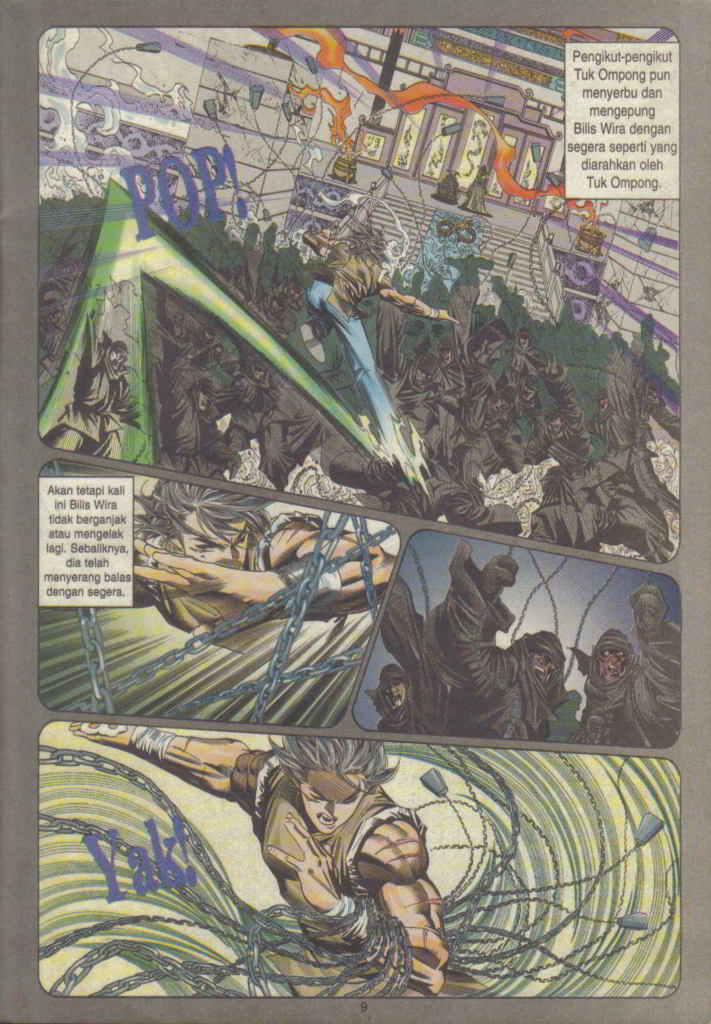 Pengikut-pengikut
Tuk Ompong pun
menyerbu dan
mengepung
Bilis Wira dengan
segera seperti yang
diarahkan oleh
Tuk Ompong.
POP!
Akan tetapi kali
ini Bilis Wira
tidak berganjak
atau mengelak
lagi. Sebaliknya,
dia telah
menyerang balas
dengan segera.
Yak!
9